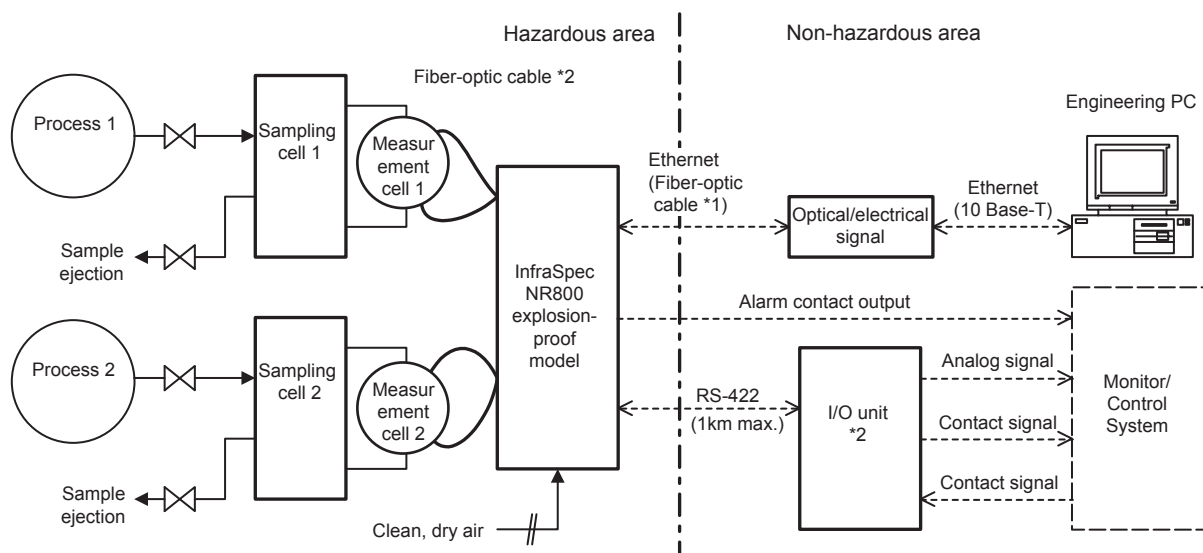 Hazardous area
Non-hazardous area
Fiber-optic cable *2
Engineering PC
Process 1
Sampling
cell 1
Measur
ement
cell 1
Sample
ejection
Ethernet
(Fiber-optic
cable *1)
Optical/electrical
signal
Ethernet
(10 Base-T)
InfraSpec
NR800
explosion-
proof
model
Alarm contact output
Process 2
Sampling
cell 2
Measur
ement
cell 2
Sample
ejection
RS-422
(1km max.)
I/O unit
*2
Analog signal
Contact signal
Contact signal
Monitor/
Control
System
Clean, dry air